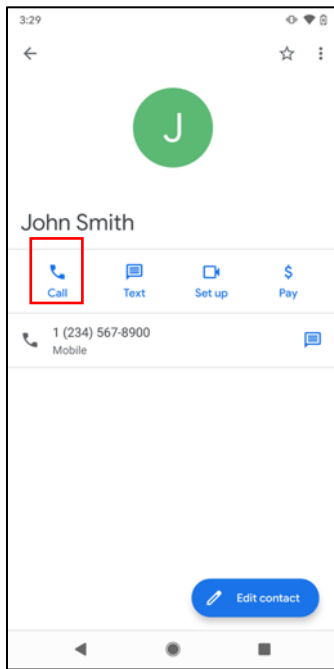 3:29
J
John Smith
Call Text Set up Pay
1 (234) 567-8900
Mobile
Edit contact